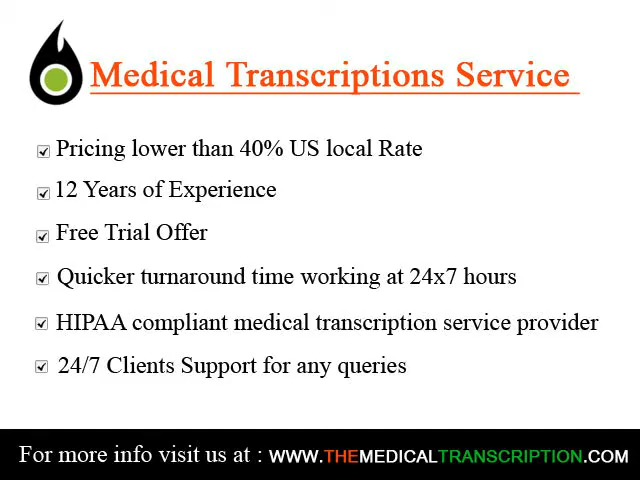 Medical Transcriptions Service
Pricing lower than 40% US local Rate
12 Years of Experience
Free Trial Offer
Quicker turnaround time working at 24x7 hours
HIPAA compliant medical transcription service provider
24/7 Clients Support for any queries
For more info visit us at : WWW.THEMEDICALTRANSCRIPTION.COM